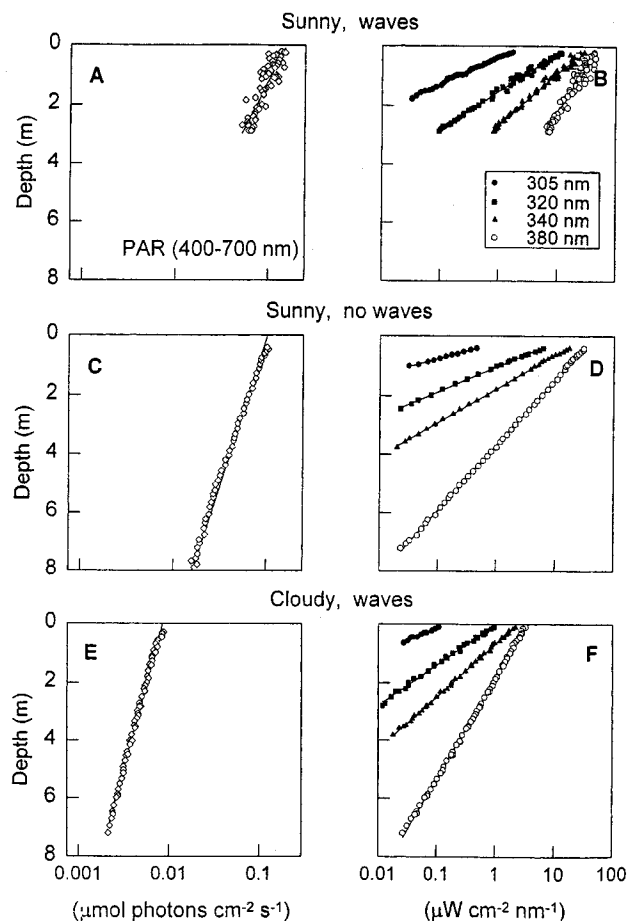 Sunny, waves
0
2
4
6
8
Depth (m)
A
PAR (400-700 nm)
B
305 nm
320 nm
340 nm
380 nm
Sunny, no waves
0
2
4
6
8
Depth (m)
C
D
Cloudy, waves
0
2
4
6
8
Depth (m)
E
F
0.001 0.01 0.1
0.01 0.1 1 10 100
(μmol photons cm⁻² s⁻¹)
(μW cm⁻² nm⁻¹)